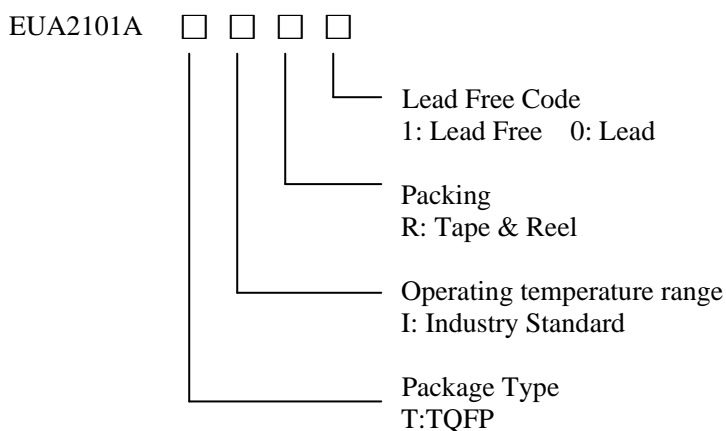 EUA2101A □ □ □ □
Lead Free Code
1: Lead Free 0: Lead
Packing
R: Tape & Reel
Operating temperature range
I: Industry Standard
Package Type
T:TQFP